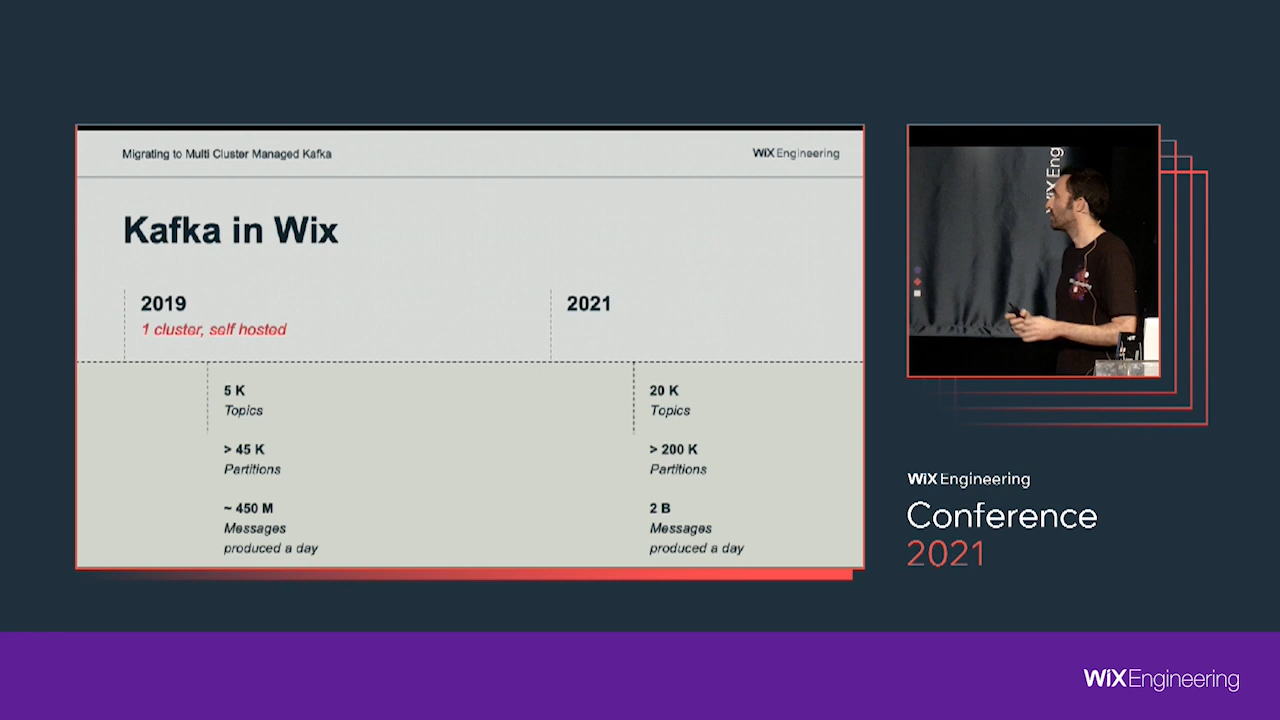 Migrating to Multi Cluster Managed Kafka
WiX Engineering
Kafka in Wix
2019
1 cluster, self hosted
2021
5 K
Topics
> 45 K
Partitions
~ 450 M
Messages
produced a day
20 K
Topics
> 200 K
Partitions
2 B
Messages
produced a day
WiX Eng
WiX Engineering
Conference
2021
WiX Engineering